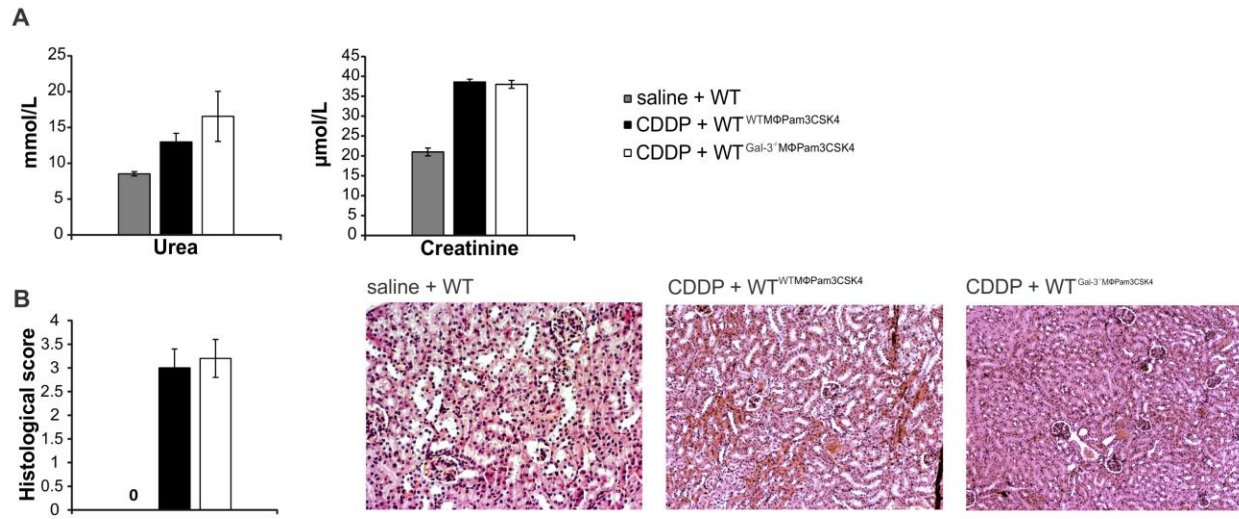 A
mmol/L
25
20
15
10
5
0
Urea
µmol/L
45
40
35
30
25
20
15
10
5
0
Creatinine
saline + WT
CDDP + WT WTMΦPam3CSK4
CDDP + WT Gal-3-/-MΦPam3CSK4
B
Histological score
4
3.5
3
2.5
2
1.5
1
0.5
0
0
saline + WT
CDDP + WT WTMΦPam3CSK4
CDDP + WT Gal-3-/-MΦPam3CSK4